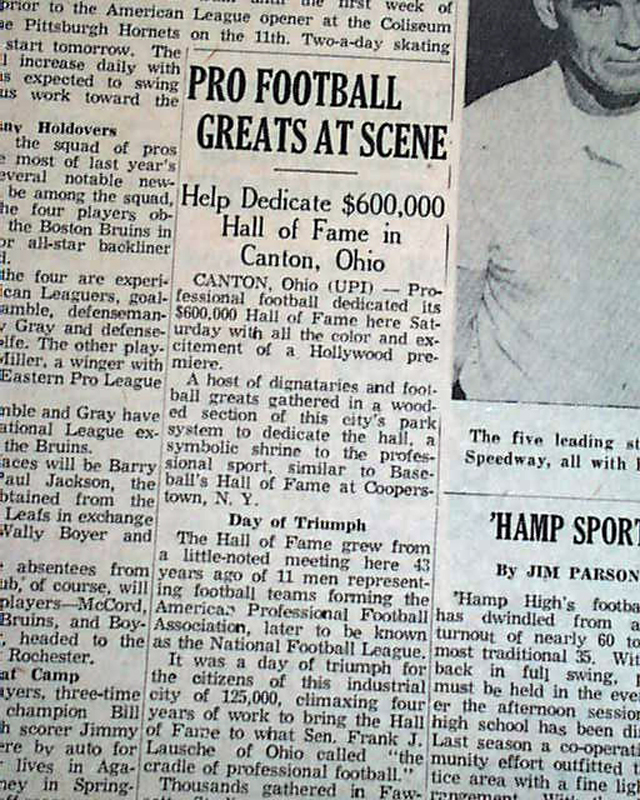 prior to the American League opener at the Coliseum
Pittsburgh Hornets on the 11th. Two-a-day skating
start tomorrow. The
increase daily with
expected to swing
us work toward the
Holdovers
the squad of pros
most of last year's
several notable new-
be among the squad,
the four players ob-
the Boston Bruins in
or all-star backliner
the four are experi-
ican Leaguers, goal-
amble, defenseman-
Gray and defense-
The other play-
Miller, a winger with
Eastern Pro League
mble and Gray have
ational League ex-
the Bruins.
aces will be Barry
Paul Jackson, the
obtained from the
Leafs in exchange
Wally Boyer and
absentees from
ub, of course, will
players—McCord,
Bruins, and Boy-
headed to the
Rochester.
at Camp
ayers, three-time
champion Bill
h scorer Jimmy
ere by auto for
lives in Aga-
ney in Spring-
PRO FOOTBALL
GREATS AT SCENE
Help Dedicate $600,000
Hall of Fame in
Canton, Ohio
CANTON, Ohio (UPI) — Pro-
fessional football dedicated its
$600,000 Hall of Fame here Sat-
urday with all the color and ex-
citement of a Hollywood pre-
miere.
A host of dignataries and foot-
ball greats gathered in a wood-
ed section of this city's park
system to dedicate the hall, a
symbolic shrine to the profes-
sional sport, similar to Base-
ball's Hall of Fame at Coopers-
town, N. Y.
Day of Triumph
The Hall of Fame grew from
a little-noted meeting here 43
years ago of 11 men represent-
ing football teams forming the
American Professional Football
Association, later to be known
as the National Football League.
It was a day of triumph for
the citizens of this industrial
city of 125,000, climaxing four
years of work to bring the Hall
of Fame to what Sen. Frank J.
Lausche of Ohio called "the
cradle of professional football."
Thousands gathered in Faw-
The five leading st
Speedway, all with
'HAMP SPORT
By JIM PARSON
'Hamp High's footba
has dwindled from a
turnout of nearly 60 to
most traditional 35. Wi
back in full swing,
must be held in the eve
er the afternoon sessio
high school has been di
Last season a co-operati
munity effort outfitted
tice area with a fine lig
rangement.